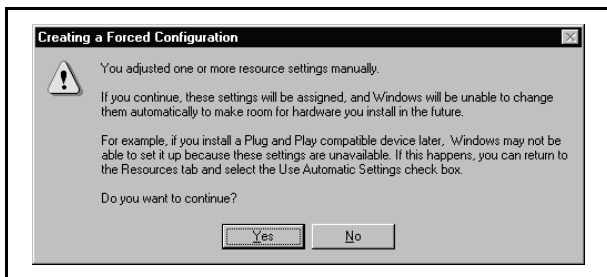 Creating a Forced Configuration
You adjusted one or more resource settings manually.
If you continue, these settings will be assigned, and Windows will be unable to change
them automatically to make room for hardware you install in the future.
For example, if you install a Plug and Play compatible device later, Windows may not be
able to set it up because these settings are unavailable. If this happens, you can return to
the Resources tab and select the Use Automatic Settings check box.
Do you want to continue?
Yes
No